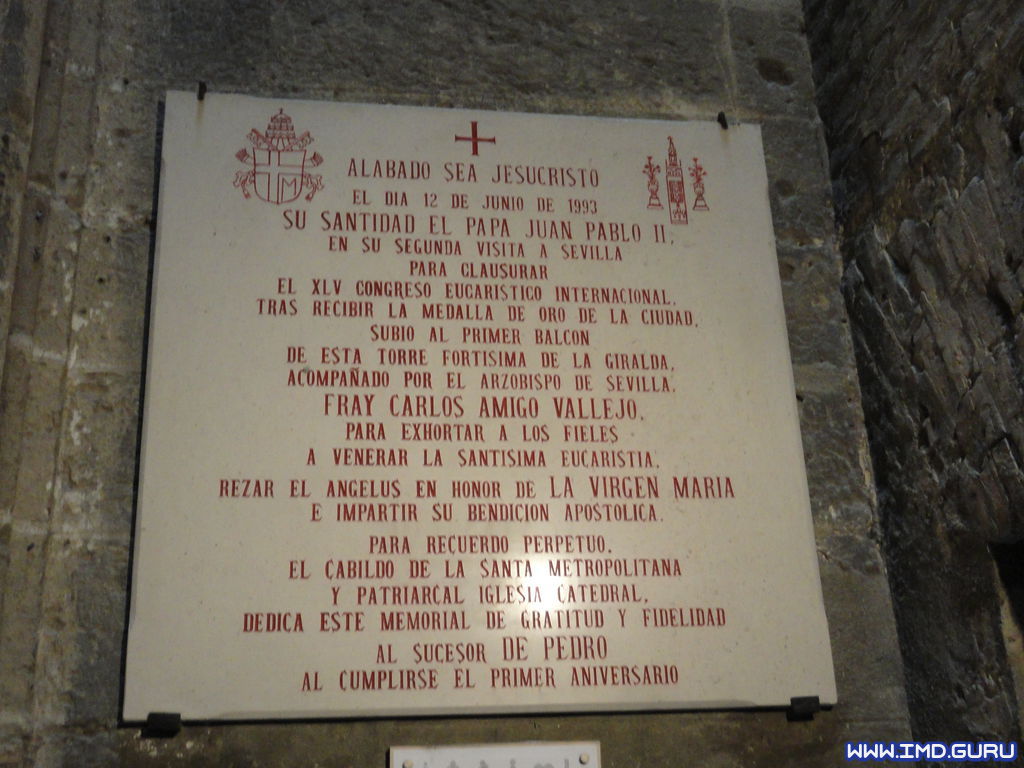 ALABADO SEA JESUCRISTO
EL DIA 12 DE JUNIO DE 1993
SU SANTIDAD EL PAPA JUAN PABLO II,
EN SU SEGUNDA VISITA A SEVILLA
PARA CLAUSURAR
EL XLV CONGRESO EUCARISTICO INTERNACIONAL,
TRAS RECIBIR LA MEDALLA DE ORO DE LA CIUDAD,
SUBIO AL PRIMER BALCON
DE ESTA TORRE FORTISIMA DE LA GIRALDA,
ACOMPAÑADO POR EL ARZOBISPO DE SEVILLA,
FRAY CARLOS AMIGO VALLEJO,
PARA EXHORTAR A LOS FIELES
A VENERAR LA SANTISIMA EUCARISTIA,
REZAR EL ANGELUS EN HONOR DE LA VIRGEN MARIA
E IMPARTIR SU BENDICION APOSTOLICA.
PARA RECUERDO PERPETUO,
EL CABILDO DE LA SANTA METROPOLITANA
Y PATRIARCAL IGLESIA CATEDRAL,
DEDICA ESTE MEMORIAL DE GRATITUD Y FIDELIDAD
AL SUCESOR DE PEDRO
AL CUMPLIRSE EL PRIMER ANIVERSARIO
WWW.IMD.GURU